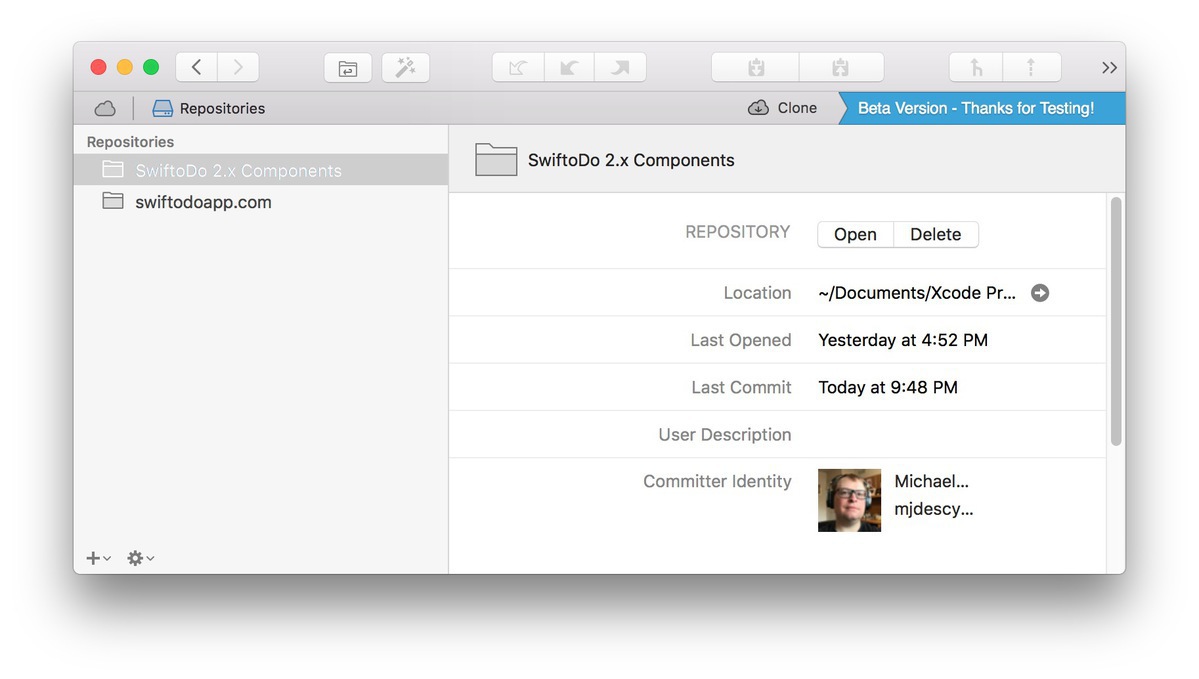 Repositories
Clone
Beta Version - Thanks for Testing!
Repositories
SwiftoDo 2.x Components
swiftodoapp.com
SwiftoDo 2.x Components
REPOSITORY Open Delete
Location ~/Documents/Xcode Pr...
Last Opened Yesterday at 4:52 PM
Last Commit Today at 9:48 PM
User Description
Committer Identity Michael...
mjdescy...